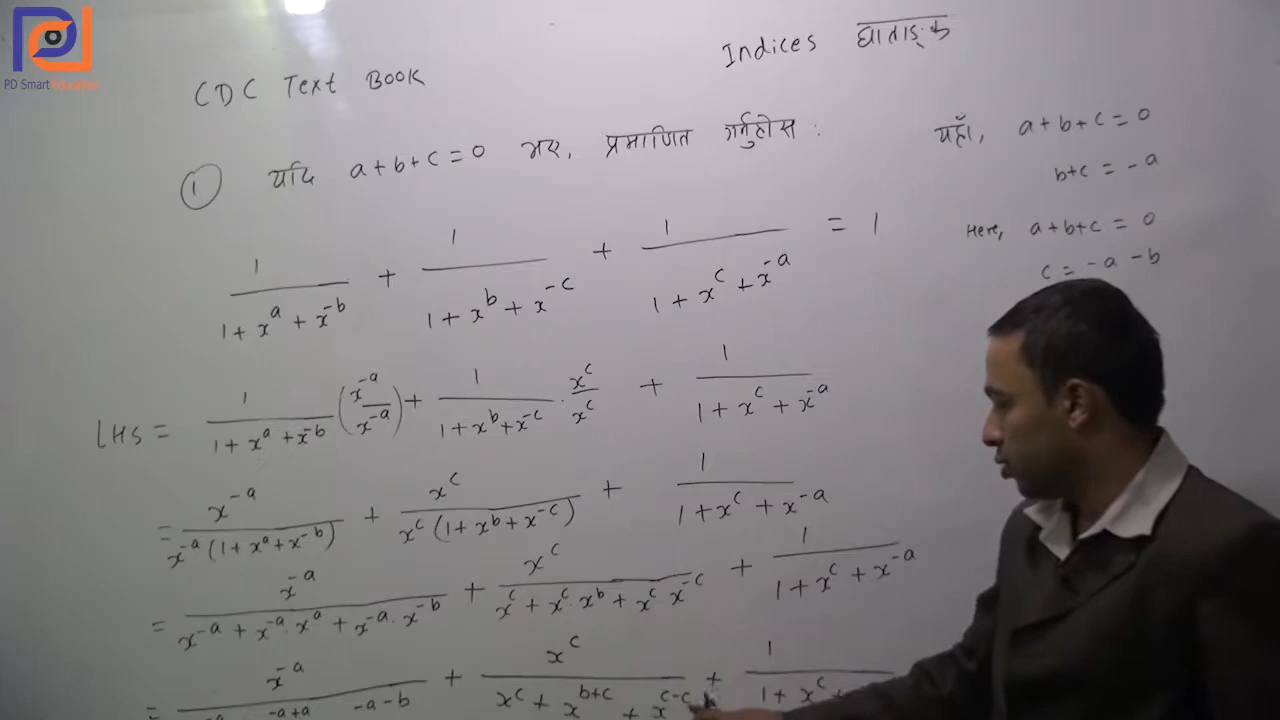 PD Smart Education
CDC Text Book
Indices घाताङ्क
① यदि a+b+c=0 भए, प्रमाणित गर्नुहोस :
1/(1+x^a+x^-b) + 1/(1+x^b+x^-c) + 1/(1+x^c+x^-a) = 1
यहाँ, a+b+c=0
b+c = -a
Here, a+b+c = 0
c = -a -b
LHS = 1/(1+x^a+x^-b) (x^-a/x^-a) + 1/(1+x^b+x^-c) . x^c/x^c + 1/(1+x^c+x^-a)
= x^-a/(x^-a(1+x^a+x^-b)) + x^c/(x^c(1+x^b+x^-c)) + 1/(1+x^c+x^-a)
= x^-a/(x^-a+x^-a.x^a+x^-a.x^-b) + x^c/(x^c+x^c.x^b+x^c.x^-c) + 1/(1+x^c+x^-a)
= x^-a/( -a+a -a-b) + x^c/(x^c+x^b+c+x^c-c) + 1/(1+x^c+